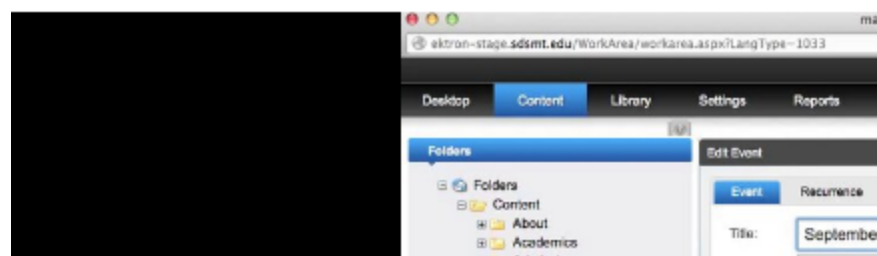 ma
ektron-stage.sdsmt.edu/WorkArea/workarea.aspx?LangType=1033
Desktop Content Library Settings Reports
Folders Edit Event
Folders
Event Recurrence
Content
About
Title: Septembe
Academics